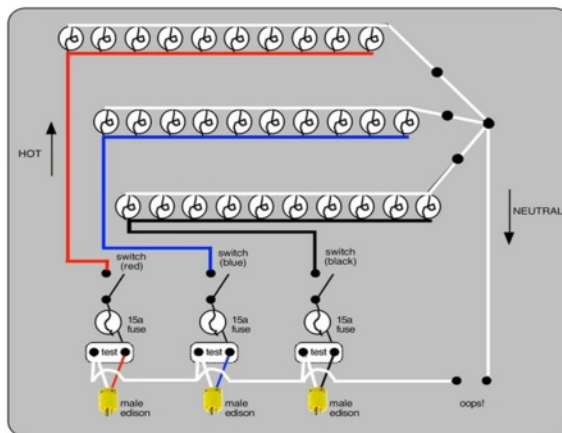 HOT
NEUTRAL
switch
(red)
switch
(blue)
switch
(black)
15a
fuse
15a
fuse
15a
fuse
test
test
test
male
edison
male
edison
male
edison
oops!